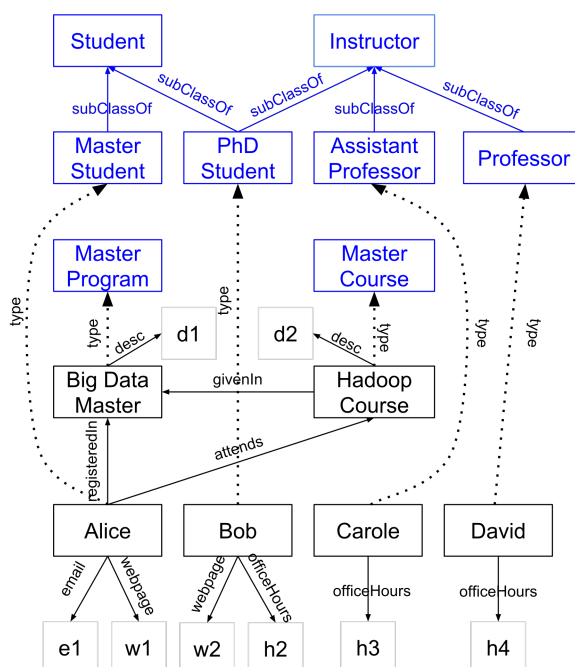 Student
Instructor
subClassOf
subClassOf
subClassOf
subClassOf
subClassOf
Master
Student
PhD
Student
Assistant
Professor
Professor
Master
Program
Master
Course
type
type
desc
d1
type
d2
desc
type
type
type
Big Data
Master
givenIn
Hadoop
Course
registeredIn
attends
Alice
Bob
Carole
David
email
webpage
webpage
officeHours
officeHours
officeHours
e1
w1
w2
h2
h3
h4